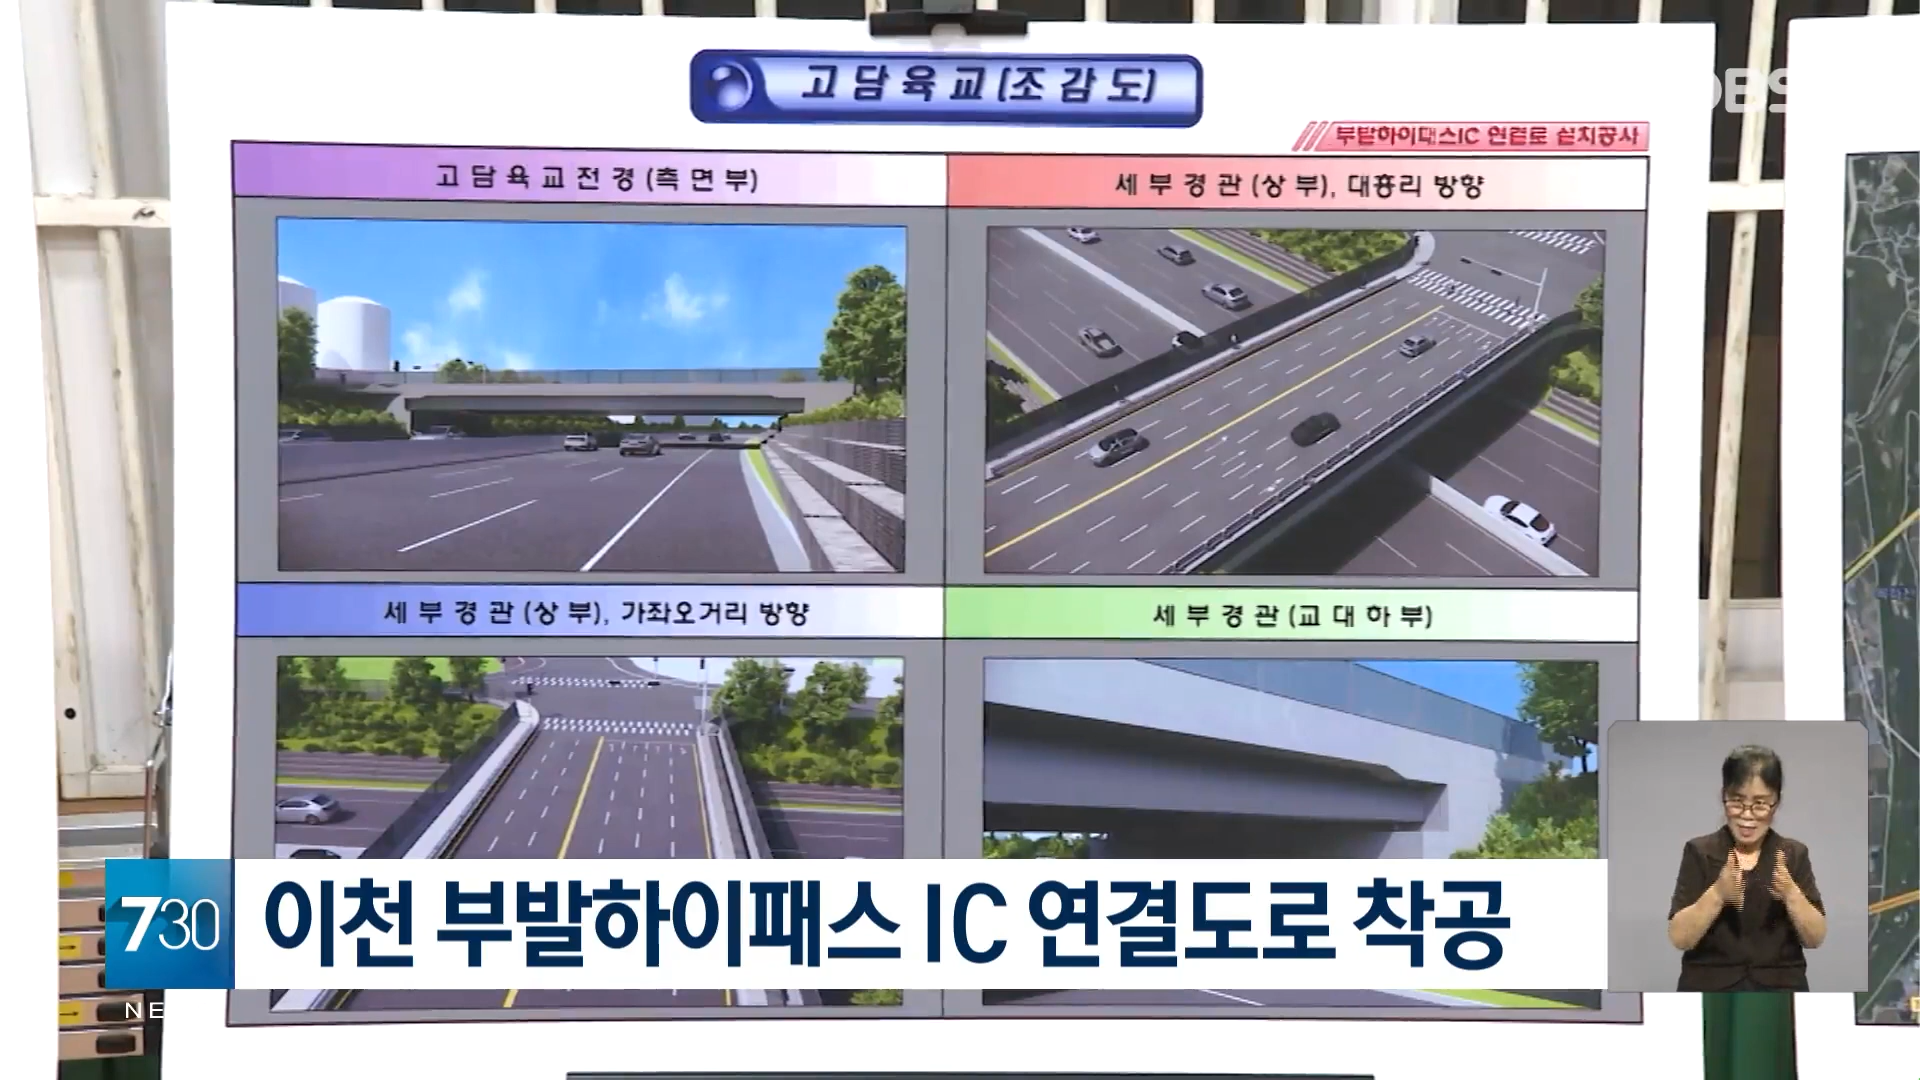 고담육교(조감도)
OBS
부발하이패스IC 연결로 설치공사
고담육교전경(측면부)
세부경관(상부), 대흥리 방향
세부경관(상부), 가좌오거리 방향
세부경관(교대하부)
730
이천 부발하이패스 IC 연결도로 착공
NE